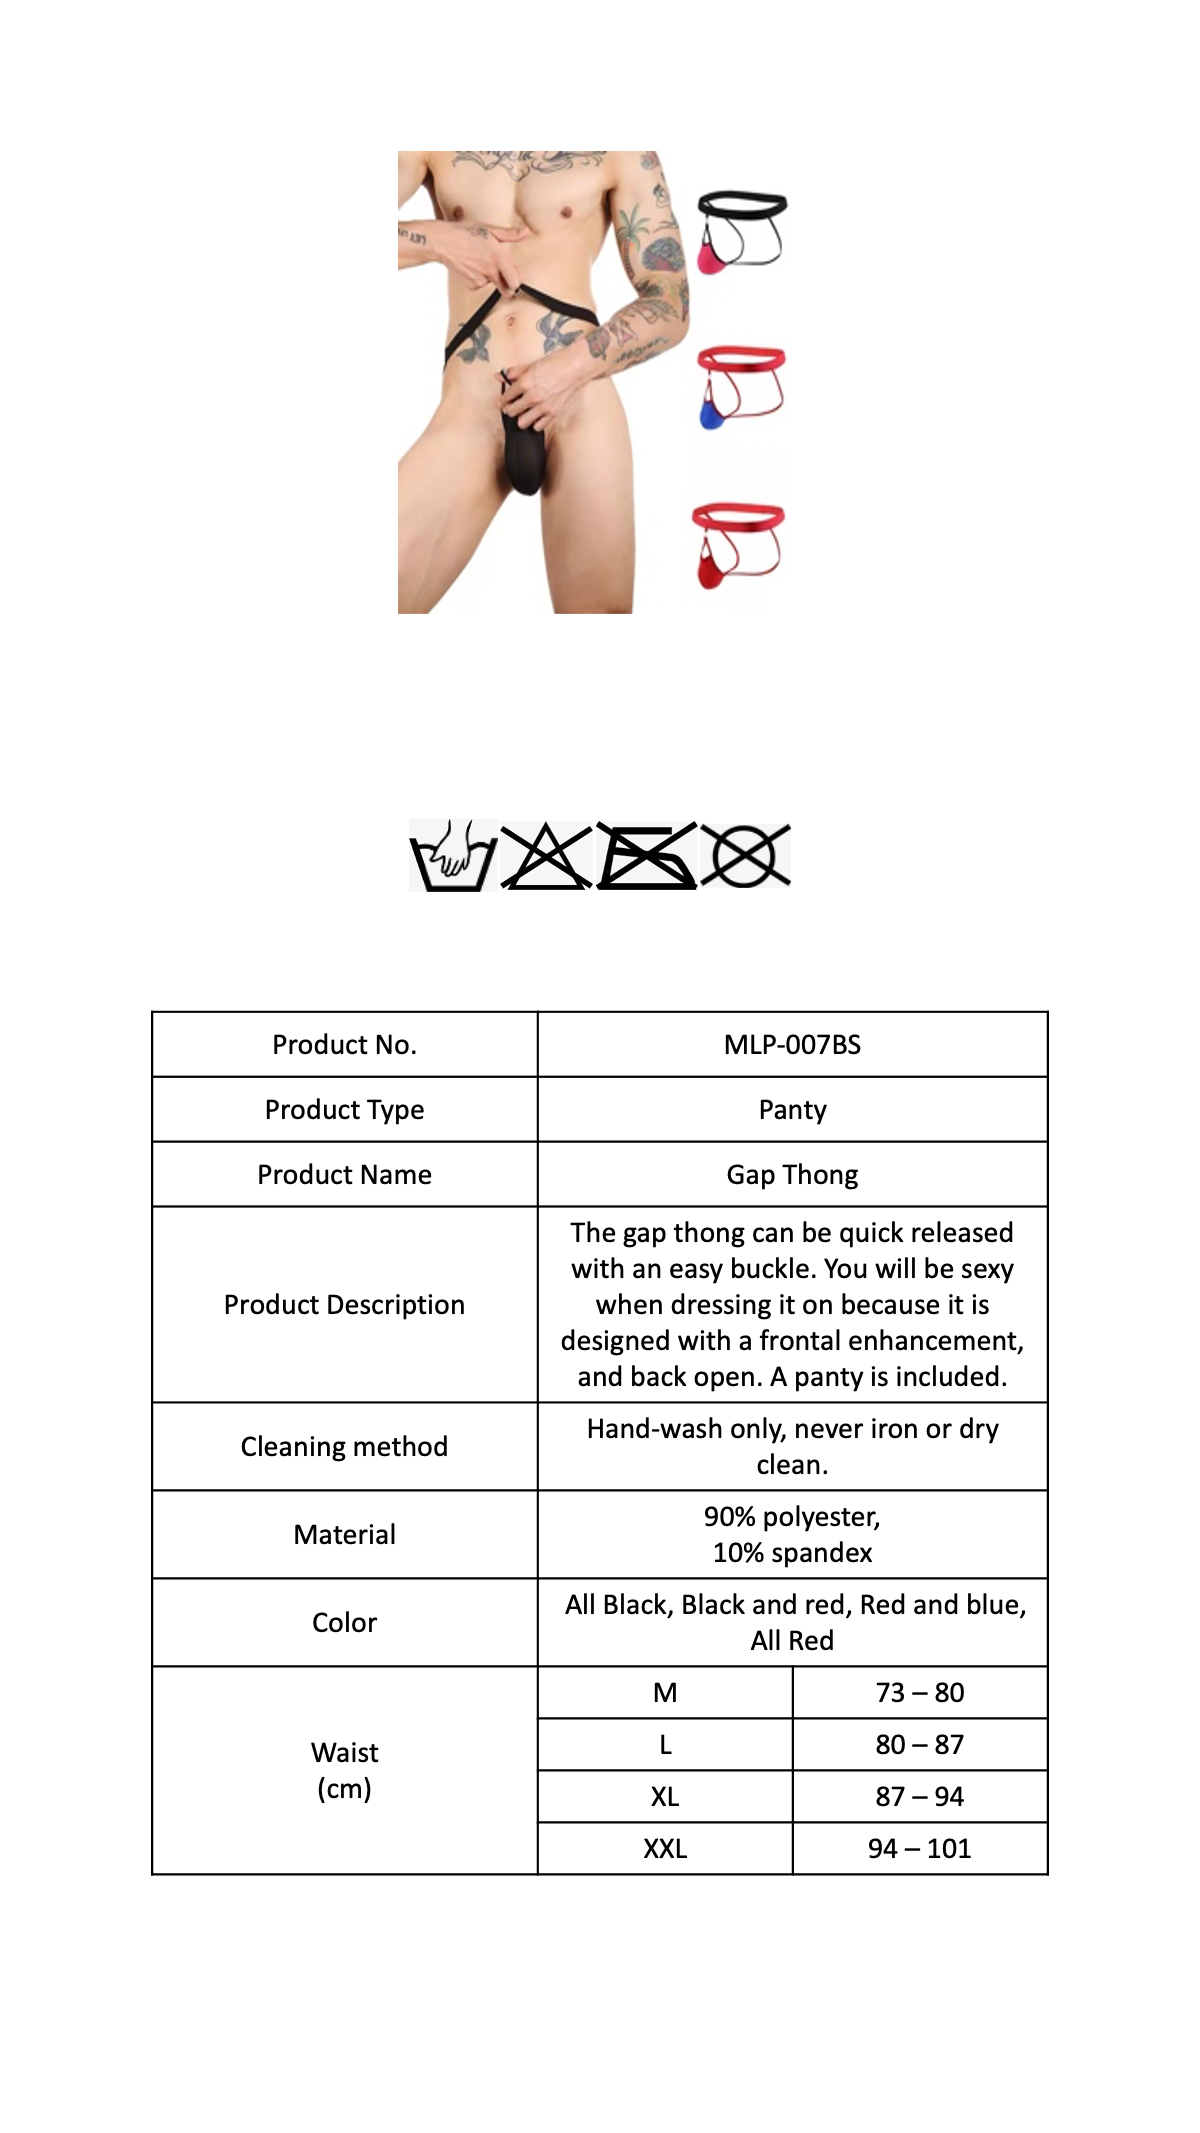 Product No.
MLP-007BS
Product Type
Panty
Product Name
Gap Thong
Product Description
The gap thong can be quick released
with an easy buckle. You will be sexy
when dressing it on because it is
designed with a frontal enhancement,
and back open. A panty is included.
Cleaning method
Hand-wash only, never iron or dry
clean.
Material
90% polyester,
10% spandex
Color
All Black, Black and red, Red and blue,
All Red
Waist
(cm)
M
73 – 80
L
80 – 87
XL
87 – 94
XXL
94 – 101